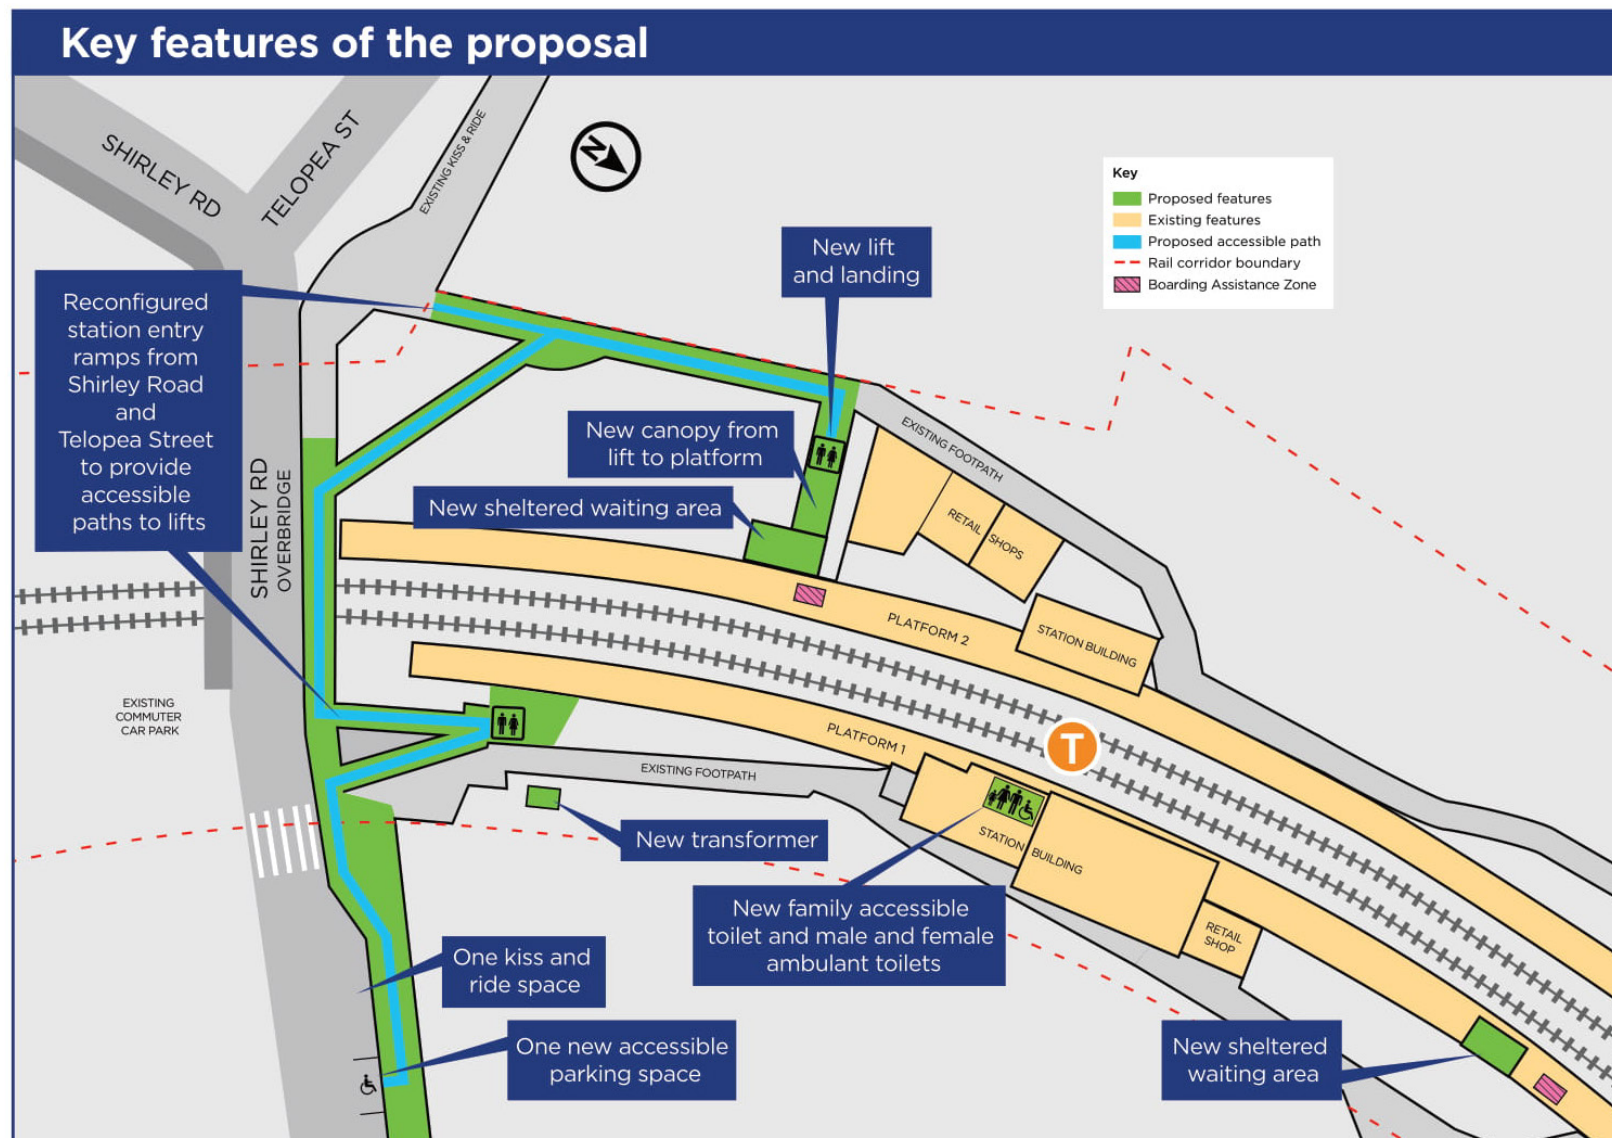 Key features of the proposal
SHIRLEY RD
TELOPEA ST
EXISTING KISS & RIDE
N
Key
Proposed features
Existing features
Proposed accessible path
Rail corridor boundary
Boarding Assistance Zone
New lift
and landing
Reconfigured
station entry
ramps from
Shirley Road
and
Telopea Street
to provide
accessible
paths to lifts
New canopy from
lift to platform
New sheltered waiting area
EXISTING FOOTPATH
RETAIL SHOPS
SHIRLEY RD
OVERBRIDGE
PLATFORM 2
STATION BUILDING
EXISTING
COMMUTER
CAR PARK
PLATFORM 1
T
EXISTING FOOTPATH
New transformer
STATION BUILDING
New family accessible
toilet and male and female
ambulant toilets
RETAIL
SHOP
One kiss and
ride space
One new accessible
parking space
New sheltered
waiting area